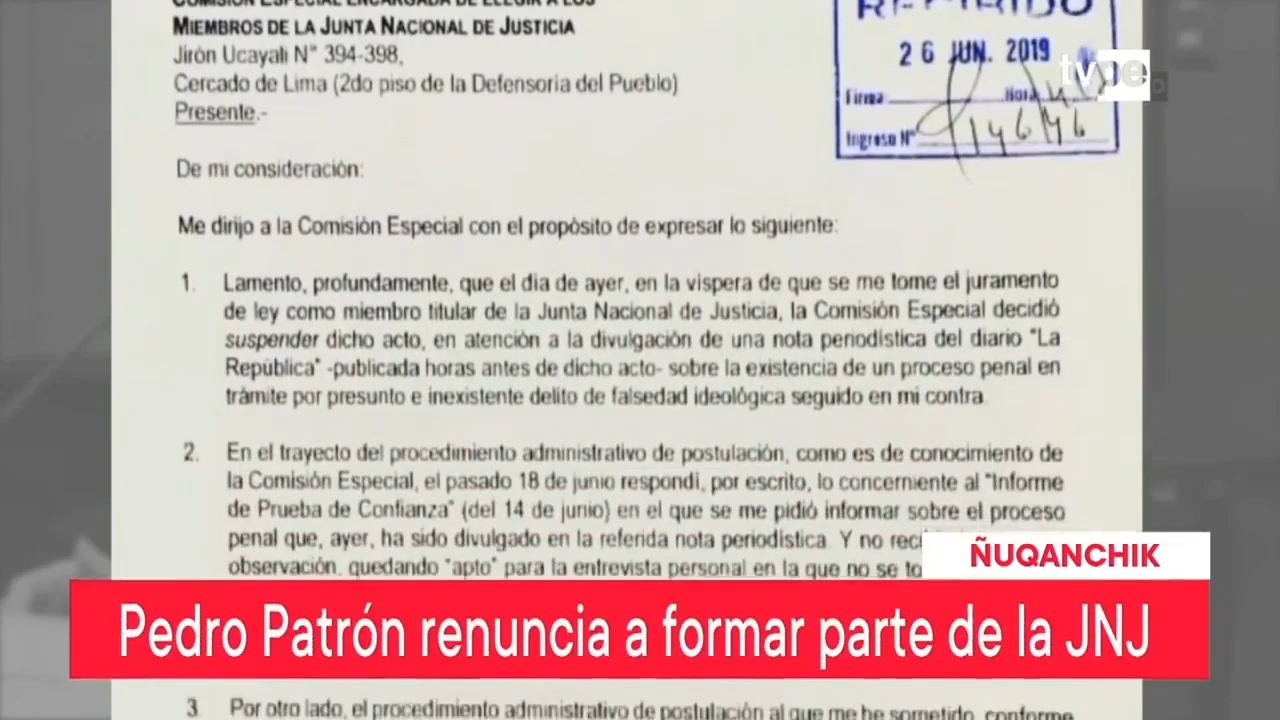 COMISIÓN ESPECIAL ENCARGADA DE ELEGIR A LOS
MIEMBROS DE LA JUNTA NACIONAL DE JUSTICIA
Jirón Ucayali N° 394-398,
Cercado de Lima (2do piso de la Defensoria del Pueblo)
Presente.-
26 JUN. 2019
Firma
Hora
Ingreso N°
tvpe
De mi consideración:
Me dirijo a la Comisión Especial con el propósito de expresar lo siguiente:
1. Lamento, profundamente, que el dia de ayer, en la vispera de que se me tome el juramento
de ley como miembro titular de la Junta Nacional de Justicia, la Comisión Especial decidió
suspender dicho acto, en atención a la divulgación de una nota periodística del diario "La
República" -publicada horas antes de dicho acto- sobre la existencia de un proceso penal en
trámite por presunto e inexistente delito de falsedad ideológica seguido en mi contra.
2. En el trayecto del procedimiento administrativo de postulación, como es de conocimiento de
la Comisión Especial, el pasado 18 de junio respondí, por escrito, lo concerniente al "Informe
de Prueba de Confianza" (del 14 de junio) en el que se me pidió informar sobre el proceso
penal que, ayer, ha sido divulgado en la referida nota periodística. Y no
observación, quedando "apto" para la entrevista personal en la que no se
ÑUQANCHIK
Pedro Patrón renuncia a formar parte de la JNJ
3. Por otro lado, el procedimiento administrativo de postulación al que me he sometido, conforme